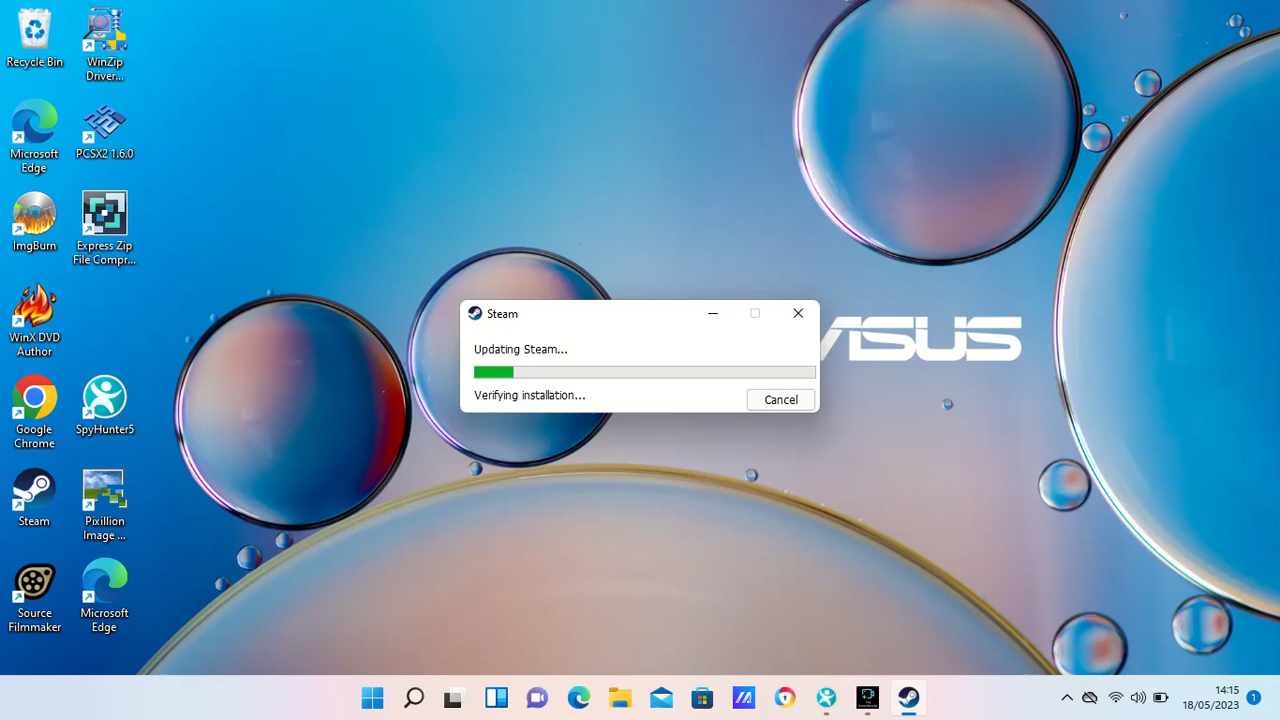 Recycle Bin
WinZip
Driver...
Microsoft
Edge
PCSX2 1.6.0
ImgBurn
Express Zip
File Compr...
WinX DVD
Author
Google
Chrome
SpyHunter5
Steam
Pixillion
Image ...
Source
Filmmaker
Microsoft
Edge
Steam
Updating Steam...
Verifying installation...
Cancel
ASUS
14:15
18/05/2023
1